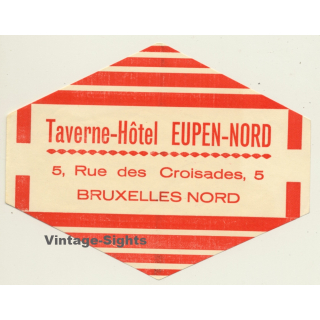 Taverne-Hôtel EUPEN-NORD
5, Rue des Croisades, 5
BRUXELLES NORD
Vintage-Sights